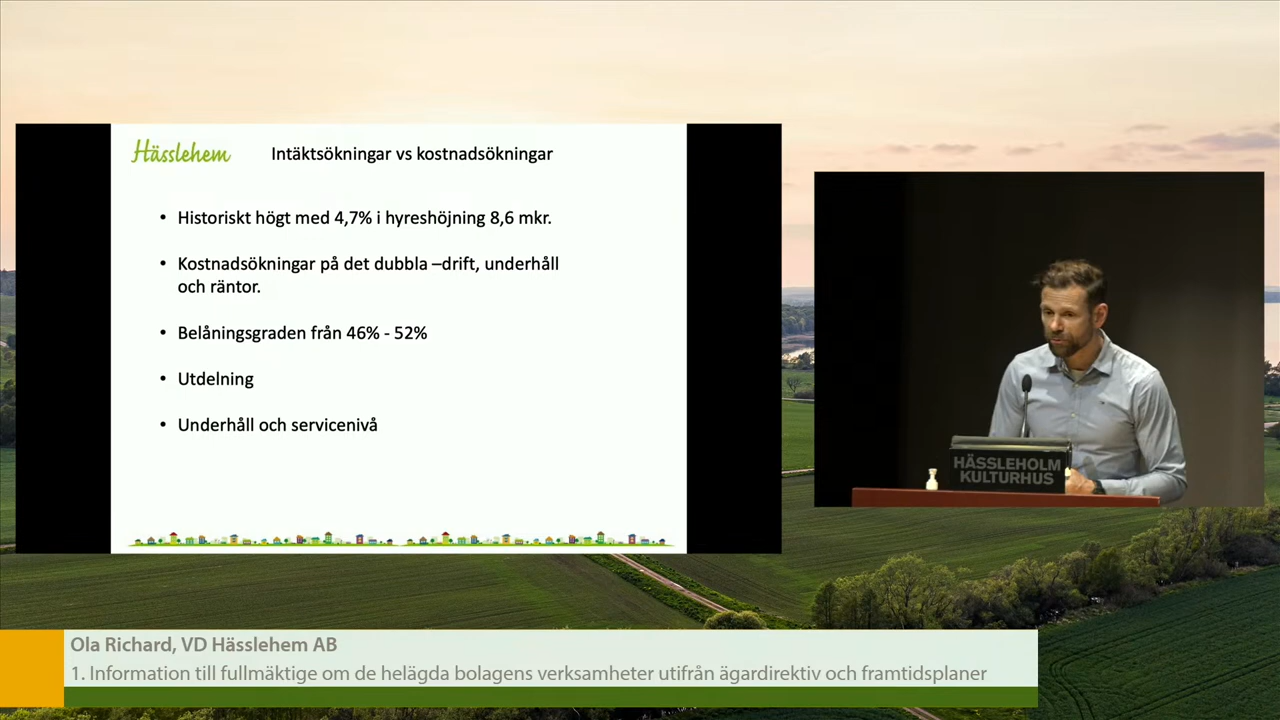 Hässlehem
Intäktsökningar vs kostnadsökningar
• Historiskt högt med 4,7% i hyreshöjning 8,6 mkr.
• Kostnadsökningar på det dubbla –drift, underhåll
och räntor.
• Belåningsgraden från 46% - 52%
• Utdelning
• Underhåll och servicenivå
HÄSSLEHOLM
KULTURHUS
Ola Richard, VD Hässlehem AB
1. Information till fullmäktige om de helägda bolagens verksamheter utifrån ägardirektiv och framtidsplaner